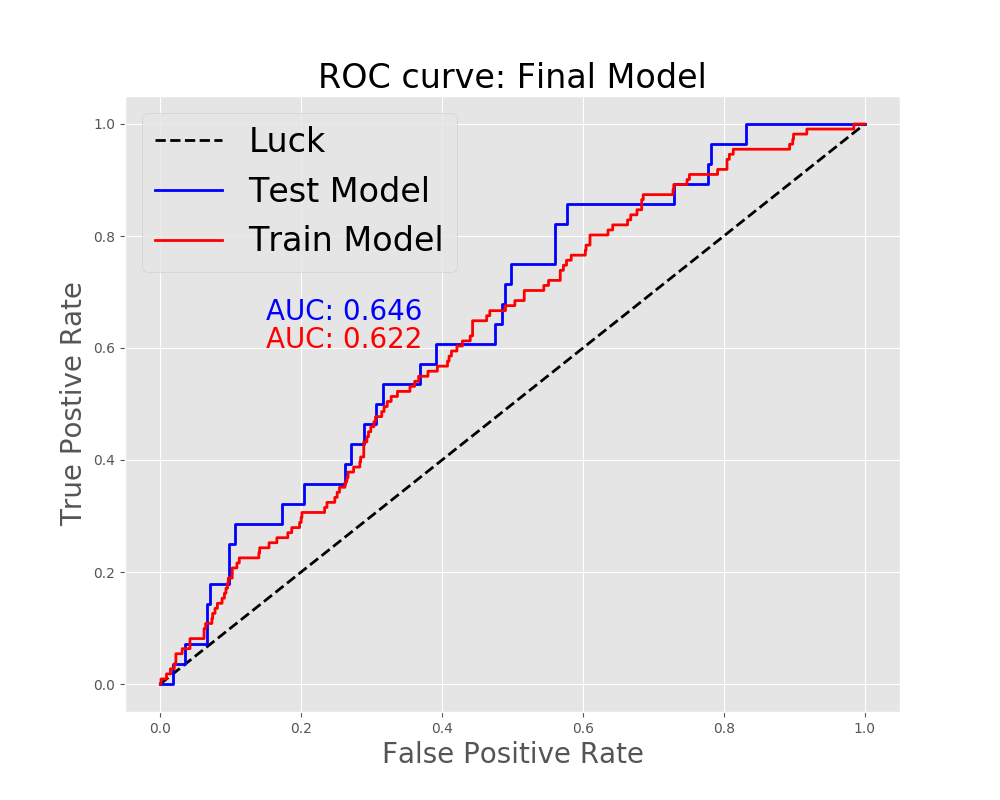 ROC curve: Final Model
Luck
Test Model
Train Model
AUC: 0.646
AUC: 0.622
True Postive Rate
1.0
0.8
0.6
0.4
0.2
0.0
0.0 0.2 0.4 0.6 0.8 1.0
False Positive Rate